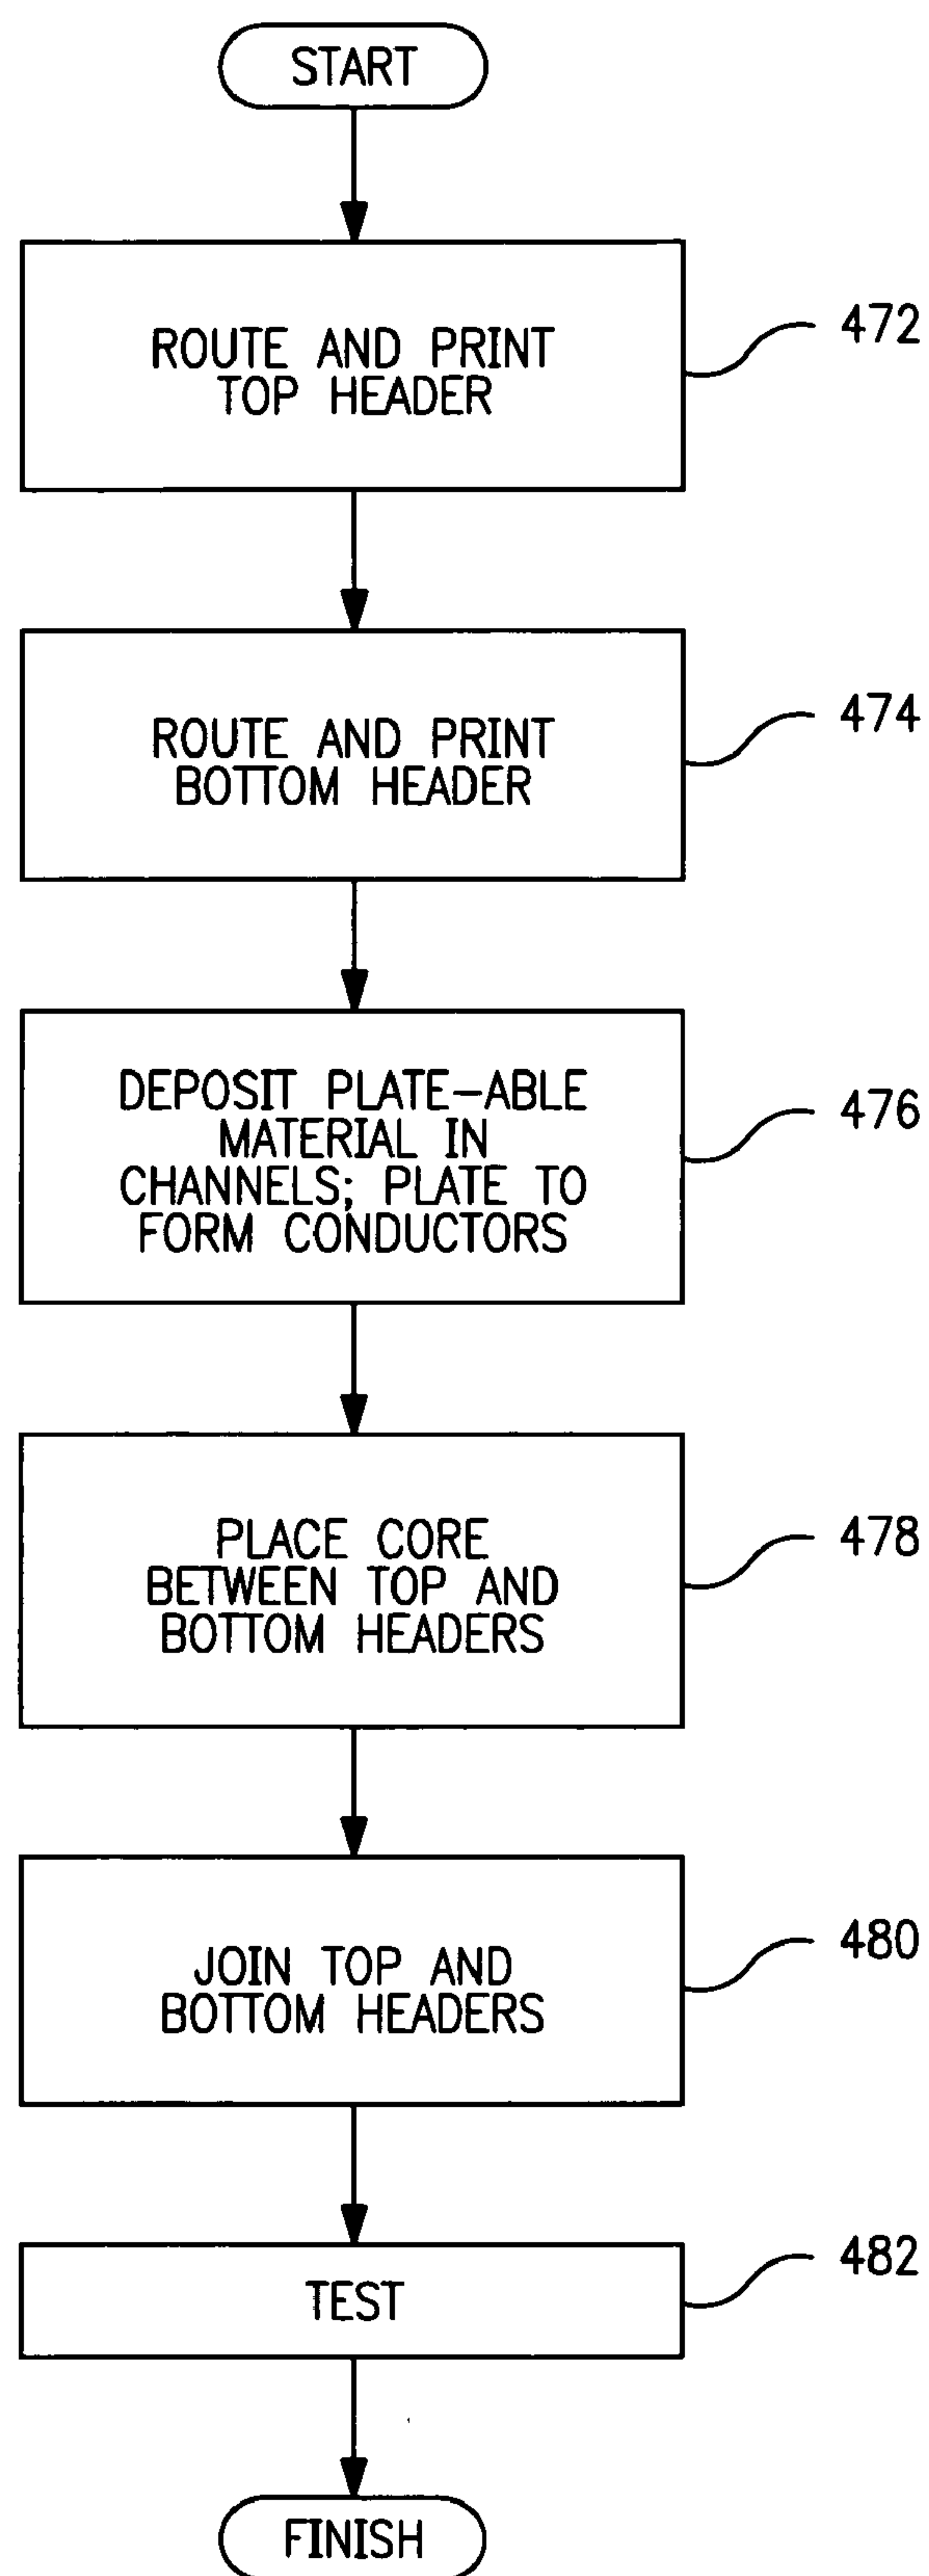 START
ROUTE AND PRINT
TOP HEADER
472
ROUTE AND PRINT
BOTTOM HEADER
474
DEPOSIT PLATE-ABLE
MATERIAL IN
CHANNELS; PLATE TO
FORM CONDUCTORS
476
PLACE CORE
BETWEEN TOP AND
BOTTOM HEADERS
478
JOIN TOP AND
BOTTOM HEADERS
480
TEST
482
FINISH